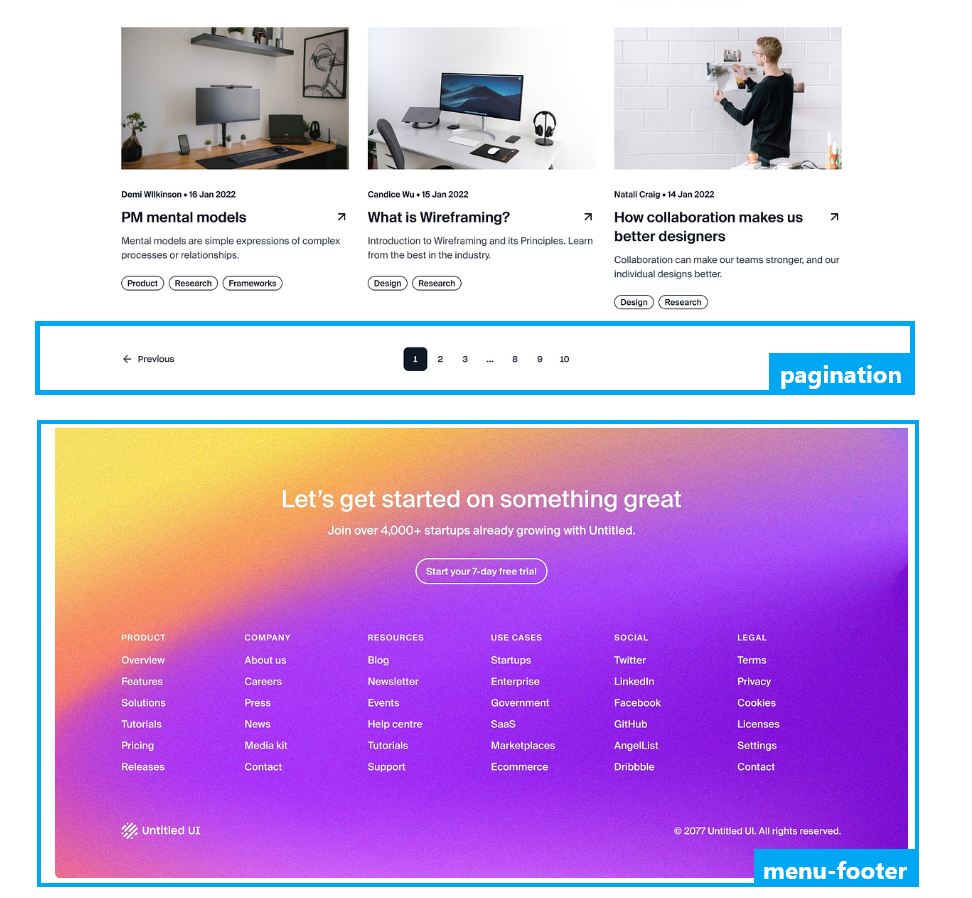 Demi WIlkinson • 16 Jan 2022
PM mental models
Mental models are simple expressions of complex
processes or relationships.
Product Research Frameworks
Candice Wu • 15 Jan 2022
What is Wireframing?
Introduction to Wireframing and its Principles. Learn
from the best in the industry.
Design Research
Natali Craig • 14 Jan 2022
How collaboration makes us
better designers
Collaboration can make our teams stronger, and our
individual designs better.
Design Research
← Previous 1 2 3 ... 8 9 10
pagination
Let’s get started on something great
Join over 4,000+ startups already growing with Untitled.
Start your 7-day free trial
PRODUCT
Overview
Features
Solutions
Tutorials
Pricing
Releases
COMPANY
About us
Careers
Press
News
Media kit
Contact
RESOURCES
Blog
Newsletter
Events
Help centre
Tutorials
Support
USE CASES
Startups
Enterprise
Government
SaaS
Marketplaces
Ecommerce
SOCIAL
Twitter
LinkedIn
Facebook
GitHub
AngelList
Dribbble
LEGAL
Terms
Privacy
Cookies
Licenses
Settings
Contact
Untitled UI
© 2077 Untitled UI. All rights reserved.
menu-footer